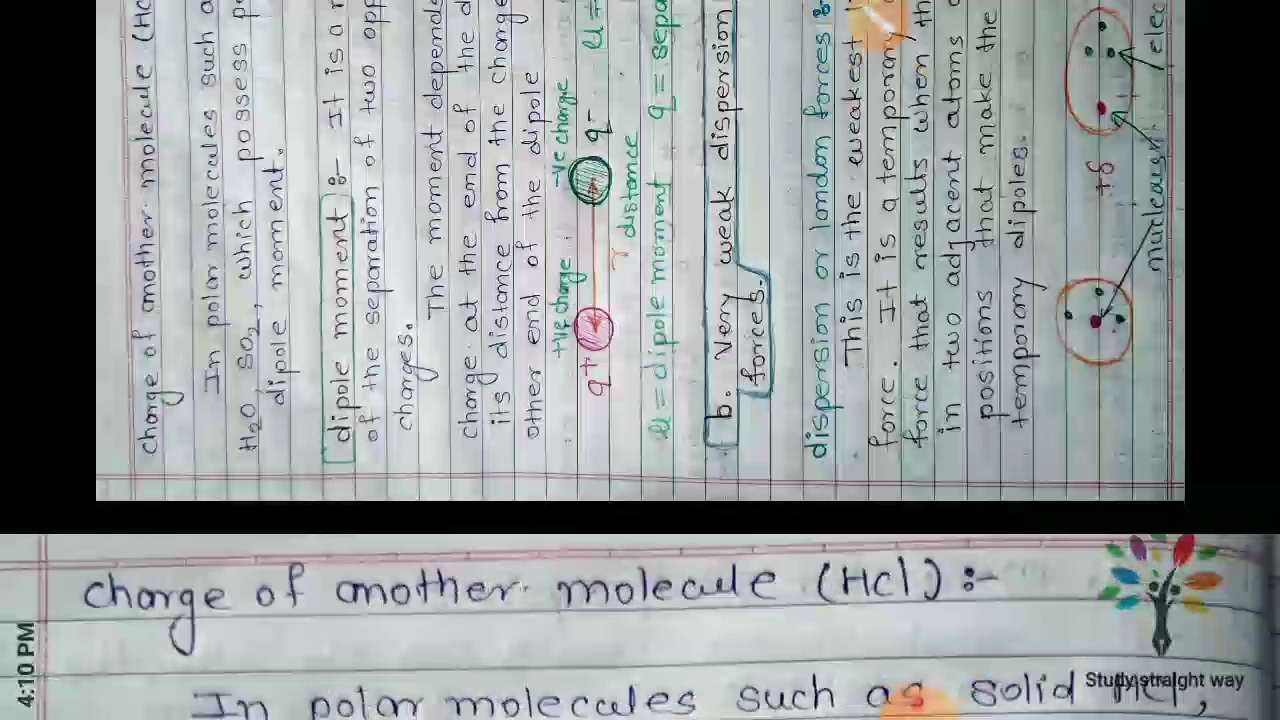 charge of another molecule (HC
In polar molecules such a
H2O SO2, which possess p
dipole moment.
dipole moment :- It is a
of the separation of two opp
charges.
The moment depends
charge at the end of the d
its distance from the charge
other end of the dipole
+ve charge -ve charge
q+ q-
r
distance
μ = dipole moment q = sepa
b. Very weak dispersion
forces.
dispersion or london forces :-
This is the weakest
force. It is a temporary
force that results when th
in two adjacent atoms
positions that make the
temporary dipoles.
+δ
elec
charge of another molecule (HCl) :-
In polar molecules such as solid HCl,
Study straight way
4:10 PM